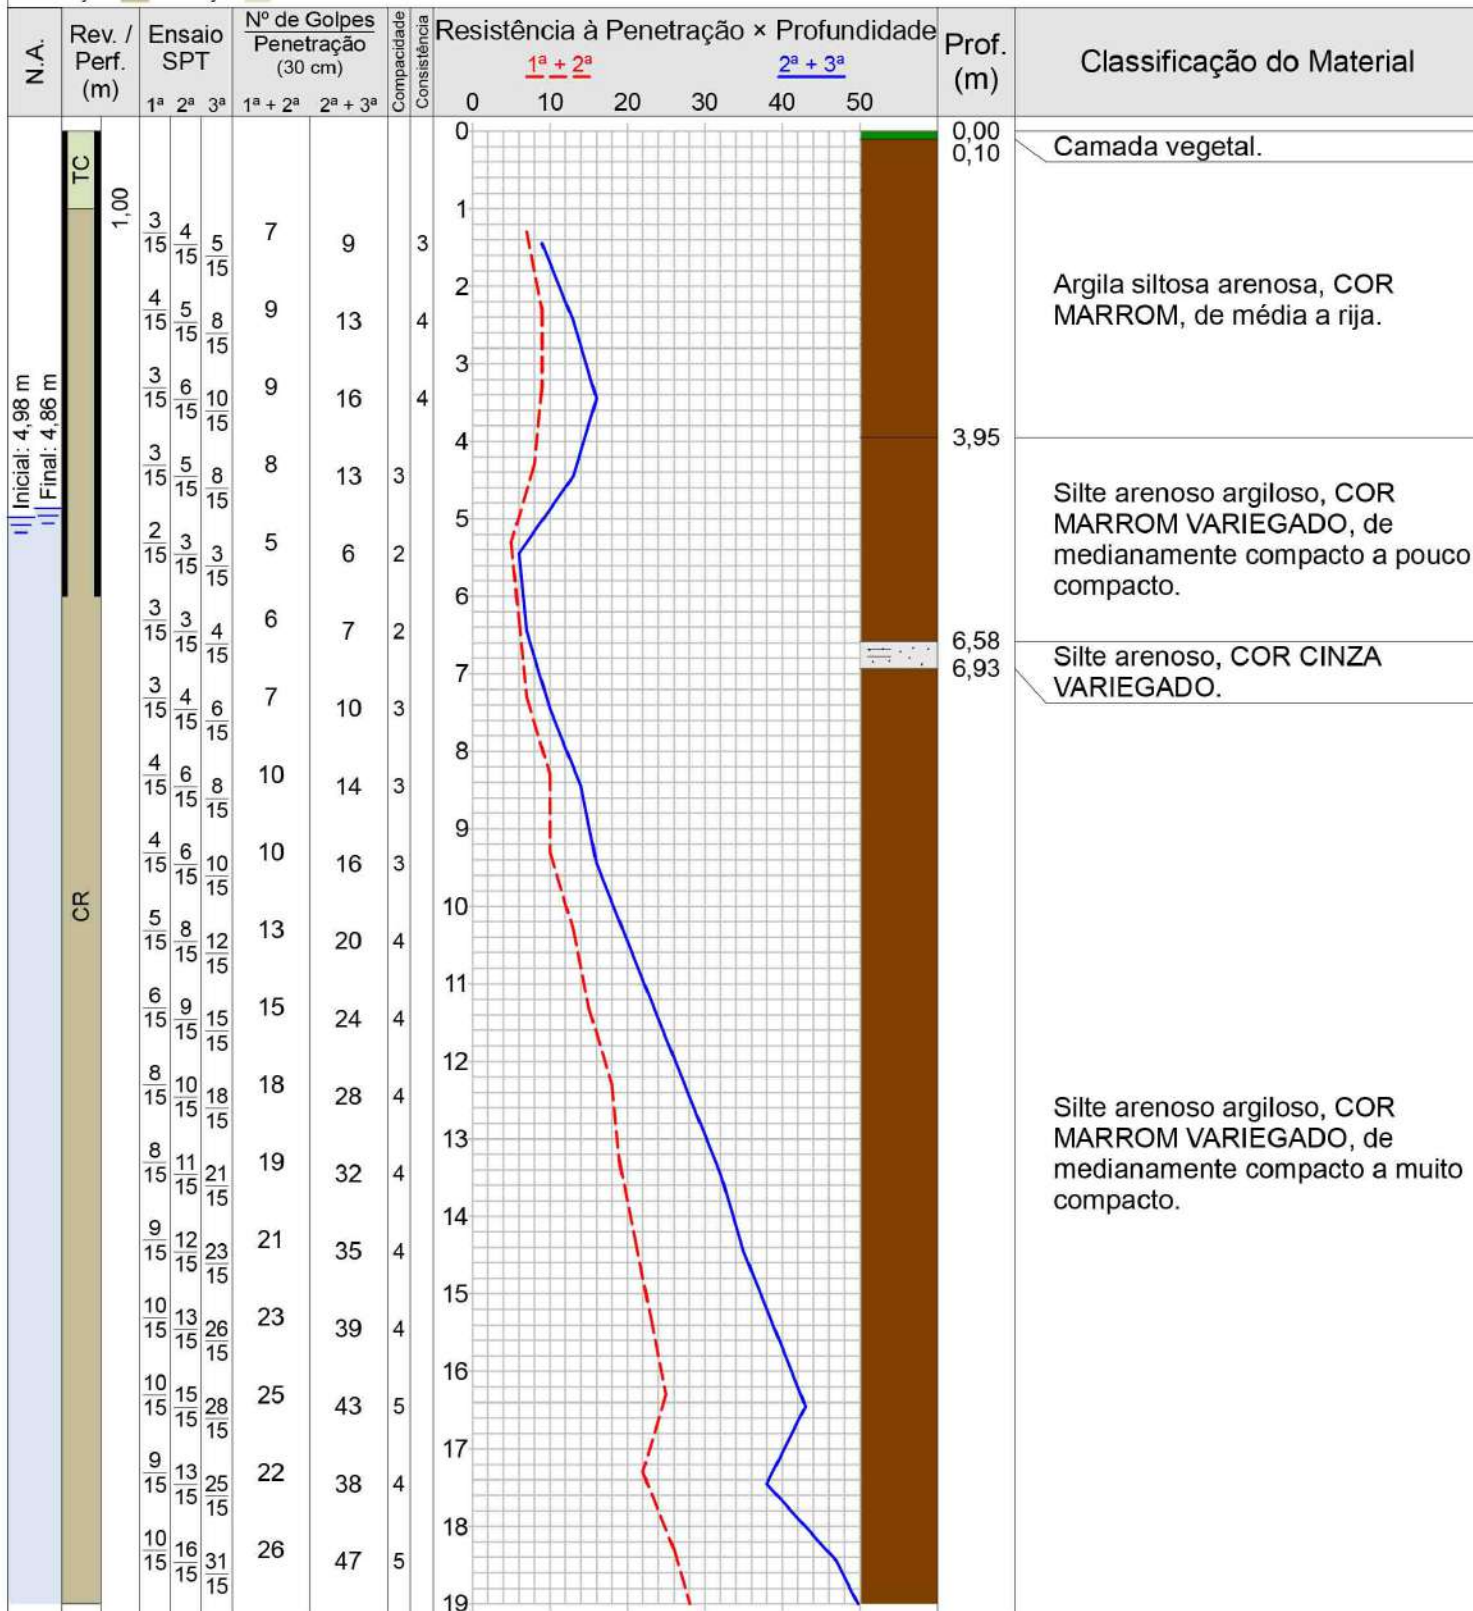 N.A.
Rev. /
Perf.
(m)
Ensaio
SPT
1ª 2ª 3ª
Nº de Golpes
Penetração
(30 cm)
1ª + 2ª 2ª + 3ª
Compacidade
Consistência
Resistência à Penetração × Profundidade
1ª + 2ª 2ª + 3ª
0 10 20 30 40 50
Prof.
(m)
Classificação do Material
Inicial: 4,98 m
Final: 4,86 m
TC
CR
1,00
3/15 4/15 5/15 7 9 3
4/15 5/15 8/15 9 13 4
3/15 6/15 10/15 9 16 4
3/15 5/15 8/15 8 13 3
2/15 3/15 3/15 5 6 2
3/15 3/15 4/15 6 7 2
3/15 4/15 6/15 7 10 3
4/15 6/15 8/15 10 14 3
4/15 6/15 10/15 10 16 3
5/15 8/15 12/15 13 20 4
6/15 9/15 15/15 15 24 4
8/15 10/15 18/15 18 28 4
8/15 11/15 21/15 19 32 4
9/15 12/15 23/15 21 35 4
10/15 13/15 26/15 23 39 4
10/15 15/15 28/15 25 43 5
9/15 13/15 25/15 22 38 4
10/15 16/15 31/15 26 47 5
0
1
2
3
4
5
6
7
8
9
10
11
12
13
14
15
16
17
18
19
0,00
0,10
Camada vegetal.
Argila siltosa arenosa, COR
MARROM, de média a rija.
3,95
Silte arenoso argiloso, COR
MARROM VARIEGADO, de
medianamente compacto a pouco
compacto.
6,58
6,93
Silte arenoso, COR CINZA
VARIEGADO.
Silte arenoso argiloso, COR
MARROM VARIEGADO, de
medianamente compacto a muito
compacto.